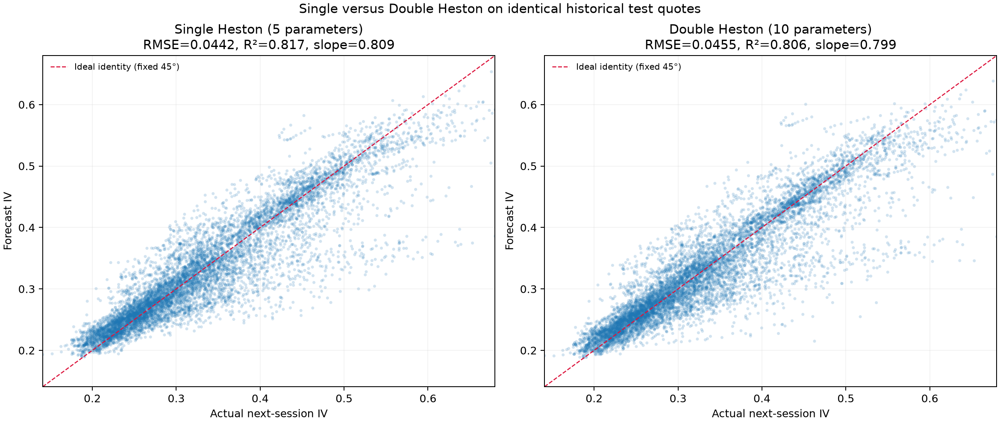 Single versus Double Heston on identical historical test quotes
Single Heston (5 parameters)
RMSE=0.0442, R²=0.817, slope=0.809
Ideal identity (fixed 45°)
Forecast IV
0.6
0.5
0.4
0.3
0.2
0.2 0.3 0.4 0.5 0.6
Actual next-session IV
Double Heston (10 parameters)
RMSE=0.0455, R²=0.806, slope=0.799
Ideal identity (fixed 45°)
Forecast IV
0.6
0.5
0.4
0.3
0.2
0.2 0.3 0.4 0.5 0.6
Actual next-session IV